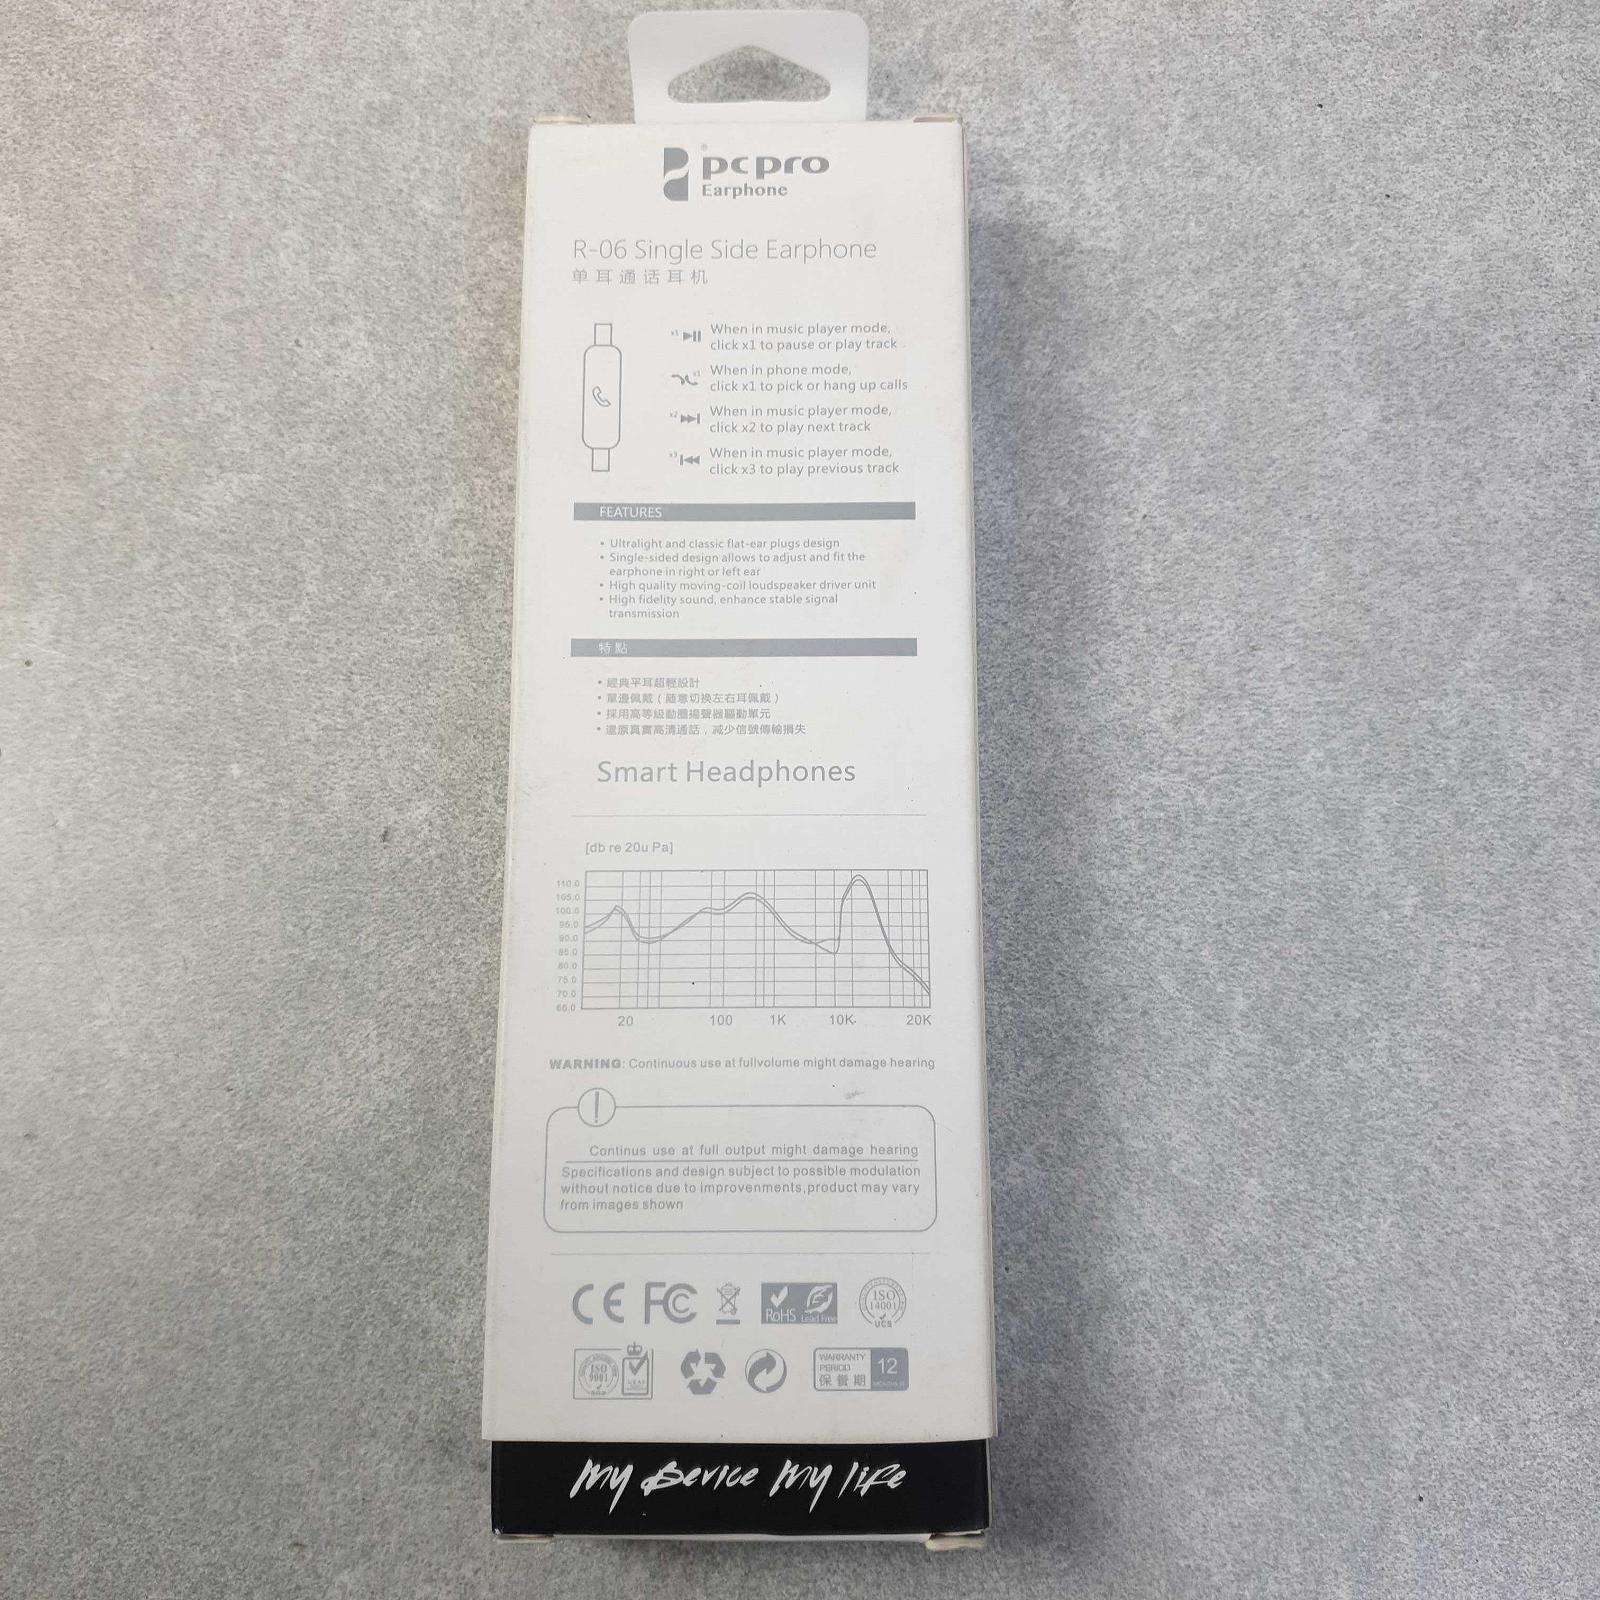 pcpro
Earphone
R-06 Single Side Earphone
单耳通话耳机
x1 When in music player mode,
click x1 to pause or play track
x1 When in phone mode,
click x1 to pick or hang up calls
x2 When in music player mode,
click x2 to play next track
x3 When in music player mode,
click x3 to play previous track
FEATURES
• Ultralight and classic flat-ear plugs design
• Single-sided design allows to adjust and fit the
earphone in right or left ear
• High quality moving-coil loudspeaker driver unit
• High fidelity sound, enhance stable signal
transmission
特點
• 經典平耳超輕設計
• 單邊佩戴（隨意切換左右耳佩戴）
• 採用高等級動圈揚聲器驅動單元
• 還原真實高清通話，減少信號傳輸損失
Smart Headphones
[db re 20u Pa]
110.0
105.0
100.0
95.0
90.0
85.0
80.0
75.0
70.0
65.0
20 100 1K 10K 20K
WARNING: Continuous use at fullvolume might damage hearing
!
Continus use at full output might damage hearing
Specifications and design subject to possible modulation
without notice due to improvenments,product may vary
from images shown
CE FC RoHS Lead Free ISO 14001 UCS
ISO 9001
WARRANTY PERIOD 保養期 12
My Device My life